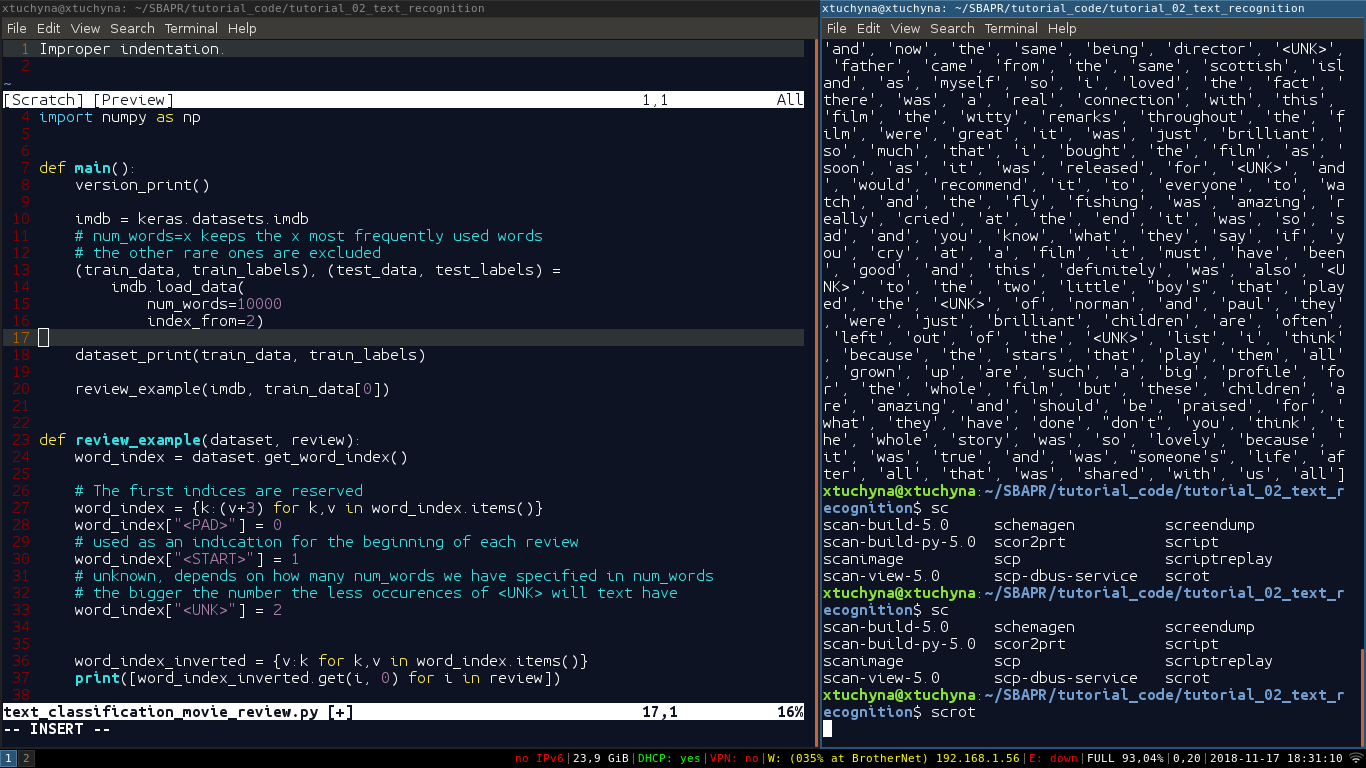 xtuchyna@xtuchyna: ~/SBAPR/tutorial_code/tutorial_02_text_recognition
File Edit View Search Terminal Help
1 Improper indentation.
2
~
[Scratch] [Preview] 1,1 All
4 import numpy as np
5
6
7 def main():
8     version_print()
9
10     imdb = keras.datasets.imdb
11     # num_words=x keeps the x most frequently used words
12     # the other rare ones are excluded
13     (train_data, train_labels), (test_data, test_labels) =
14         imdb.load_data(
15             num_words=10000
16             index_from=2)
17
18     dataset_print(train_data, train_labels)
19
20     review_example(imdb, train_data[0])
21
22
23 def review_example(dataset, review):
24     word_index = dataset.get_word_index()
25
26     # The first indices are reserved
27     word_index = {k:(v+3) for k,v in word_index.items()}
28     word_index["<PAD>"] = 0
29     # used as an indication for the beginning of each review
30     word_index["<START>"] = 1
31     # unknown, depends on how many num_words we have specified in num_words
32     # the bigger the number the less occurences of <UNK> will text have
33     word_index["<UNK>"] = 2
34
35
36     word_index_inverted = {v:k for k,v in word_index.items()}
37     print([word_index_inverted.get(i, 0) for i in review])
38
text_classification_movie_review.py [+] 17,1 16%
-- INSERT --
xtuchyna@xtuchyna: ~/SBAPR/tutorial_code/tutorial_02_text_recognition
File Edit View Search Terminal Help
'and', 'now', 'the', 'same', 'being', 'director', '<UNK>',
 'father', 'came', 'from', 'the', 'same', 'scottish', 'isl
and', 'as', 'myself', 'so', 'i', 'loved', 'the', 'fact', '
there', 'was', 'a', 'real', 'connection', 'with', 'this',
'film', 'the', 'witty', 'remarks', 'throughout', 'the', 'f
ilm', 'were', 'great', 'it', 'was', 'just', 'brilliant', '
so', 'much', 'that', 'i', 'bought', 'the', 'film', 'as', '
soon', 'as', 'it', 'was', 'released', 'for', '<UNK>', 'and
', 'would', 'recommend', 'it', 'to', 'everyone', 'to', 'wa
tch', 'and', 'the', 'fly', 'fishing', 'was', 'amazing', 'r
eally', 'cried', 'at', 'the', 'end', 'it', 'was', 'so', 's
ad', 'and', 'you', 'know', 'what', 'they', 'say', 'if', 'y
ou', 'cry', 'at', 'a', 'film', 'it', 'must', 'have', 'been
', 'good', 'and', 'this', 'definitely', 'was', 'also', '<U
NK>', 'to', 'the', 'two', 'little', "boy's", 'that', 'play
ed', 'the', '<UNK>', 'of', 'norman', 'and', 'paul', 'they'
, 'were', 'just', 'brilliant', 'children', 'are', 'often',
 'left', 'out', 'of', 'the', '<UNK>', 'list', 'i', 'think'
, 'because', 'the', 'stars', 'that', 'play', 'them', 'all'
, 'grown', 'up', 'are', 'such', 'a', 'big', 'profile', 'fo
r', 'the', 'whole', 'film', 'but', 'these', 'children', 'a
re', 'amazing', 'and', 'should', 'be', 'praised', 'for', '
what', 'they', 'have', 'done', "don't", 'you', 'think', 't
he', 'whole', 'story', 'was', 'so', 'lovely', 'because', '
it', 'was', 'true', 'and', 'was', "someone's", 'life', 'af
ter', 'all', 'that', 'was', 'shared', 'with', 'us', 'all']
xtuchyna@xtuchyna:~/SBAPR/tutorial_code/tutorial_02_text_r
ecognition$ sc
scan-build-5.0 schemagen screendump
scan-build-py-5.0 scor2prt script
scanimage scp scriptreplay
scan-view-5.0 scp-dbus-service scrot
xtuchyna@xtuchyna:~/SBAPR/tutorial_code/tutorial_02_text_r
ecognition$ sc
scan-build-5.0 schemagen screendump
scan-build-py-5.0 scor2prt script
scanimage scp scriptreplay
scan-view-5.0 scp-dbus-service scrot
xtuchyna@xtuchyna:~/SBAPR/tutorial_code/tutorial_02_text_r
ecognition$ scrot
1 2 no IPv6|23,9 GiB|DHCP: yes|VPN: no|W: (035% at BrotherNet) 192.168.1.56|E: down|FULL 93,04%|0,20|2018-11-17 18:31:10